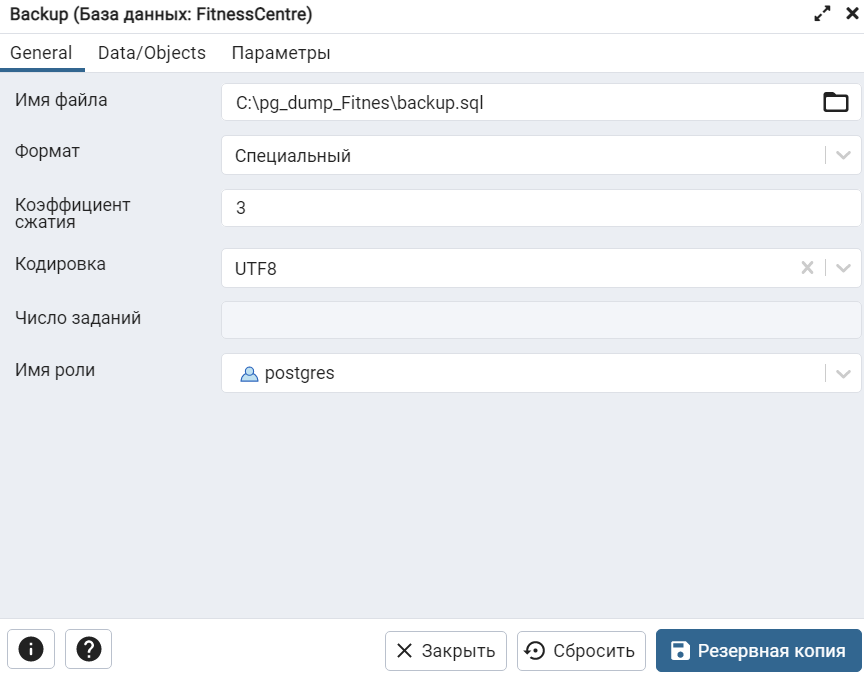 Backup (База данных: FitnessCentre)
General Data/Objects Параметры
Имя файла C:\pg_dump_Fitnes\backup.sql
Формат Специальный
Коэффициент
сжатия 3
Кодировка UTF8
Число заданий
Имя роли postgres
Закрыть Сбросить Резервная копия